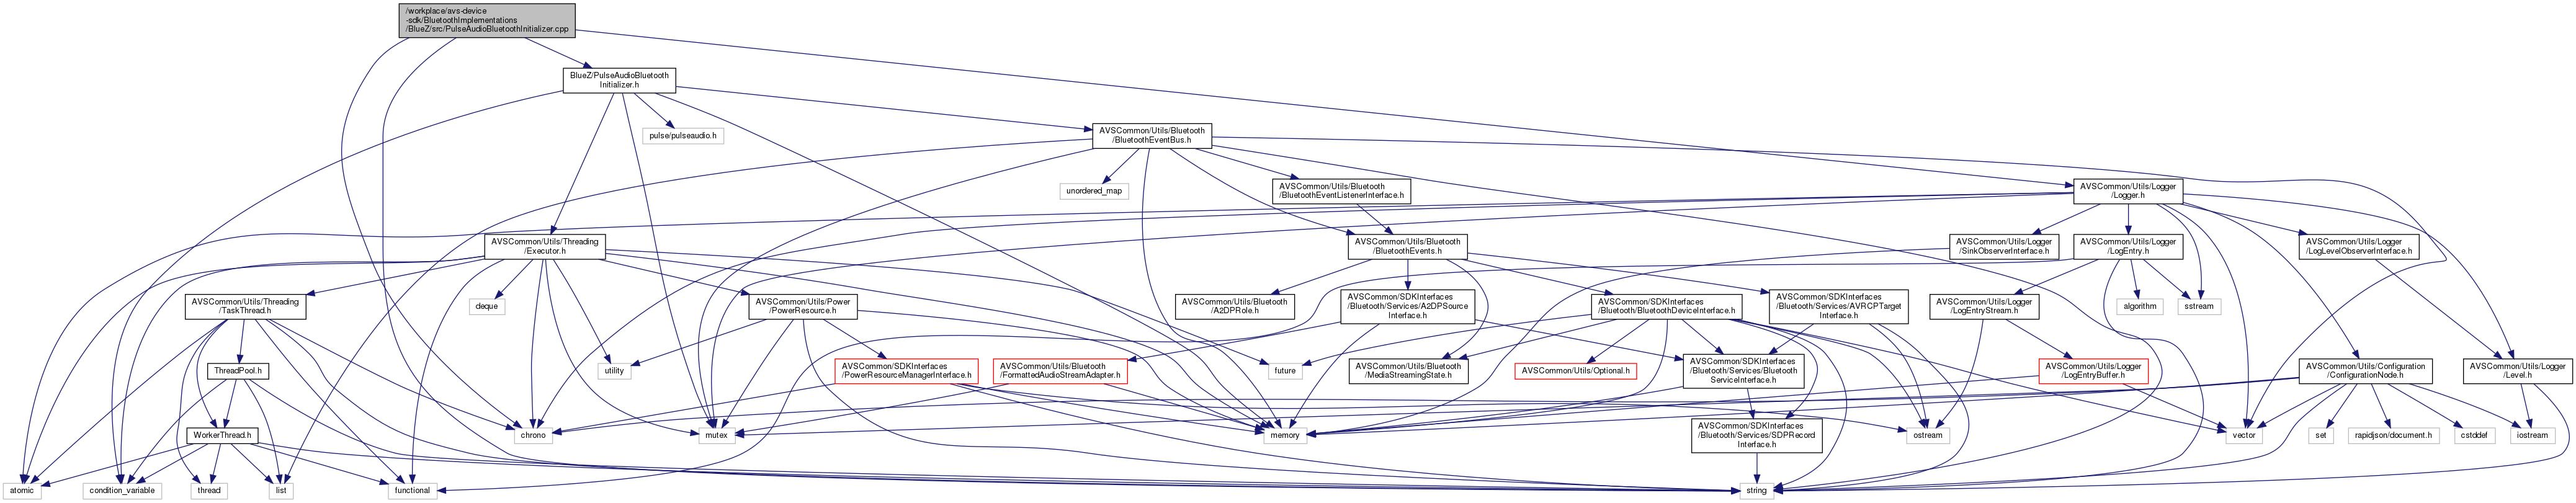 /workplace/avs-device
-sdk/BluetoothImplementations
/BlueZ/src/PulseAudioBluetoothInitializer.cpp
BlueZ/PulseAudioBluetooth
Initializer.h
pulse/pulseaudio.h
AVSCommon/Utils/Bluetooth
/BluetoothEventBus.h
unordered_map
AVSCommon/Utils/Bluetooth
/BluetoothEventListenerInterface.h
AVSCommon/Utils/Logger
/Logger.h
AVSCommon/Utils/Threading
/Executor.h
AVSCommon/Utils/Bluetooth
/BluetoothEvents.h
AVSCommon/Utils/Logger
/SinkObserverInterface.h
AVSCommon/Utils/Logger
/LogEntry.h
AVSCommon/Utils/Logger
/LogLevelObserverInterface.h
AVSCommon/Utils/Threading
/TaskThread.h
deque
AVSCommon/Utils/Power
/PowerResource.h
AVSCommon/Utils/Bluetooth
/A2DPRole.h
AVSCommon/SDKInterfaces
/Bluetooth/Services/A2DPSource
Interface.h
AVSCommon/SDKInterfaces
/Bluetooth/BluetoothDeviceInterface.h
AVSCommon/SDKInterfaces
/Bluetooth/Services/AVRCPTarget
Interface.h
AVSCommon/Utils/Logger
/LogEntryStream.h
algorithm
sstream
ThreadPool.h
utility
AVSCommon/SDKInterfaces
/PowerResourceManagerInterface.h
AVSCommon/Utils/Bluetooth
/FormattedAudioStreamAdapter.h
future
AVSCommon/Utils/Bluetooth
/MediaStreamingState.h
AVSCommon/Utils/Optional.h
AVSCommon/SDKInterfaces
/Bluetooth/Services/Bluetooth
ServiceInterface.h
AVSCommon/Utils/Logger
/LogEntryBuffer.h
AVSCommon/Utils/Configuration
/ConfigurationNode.h
AVSCommon/Utils/Logger
/Level.h
WorkerThread.h
chrono
mutex
memory
AVSCommon/SDKInterfaces
/Bluetooth/Services/SDPRecord
Interface.h
ostream
vector
set
rapidjson/document.h
cstddef
iostream
atomic
condition_variable
thread
list
functional
string